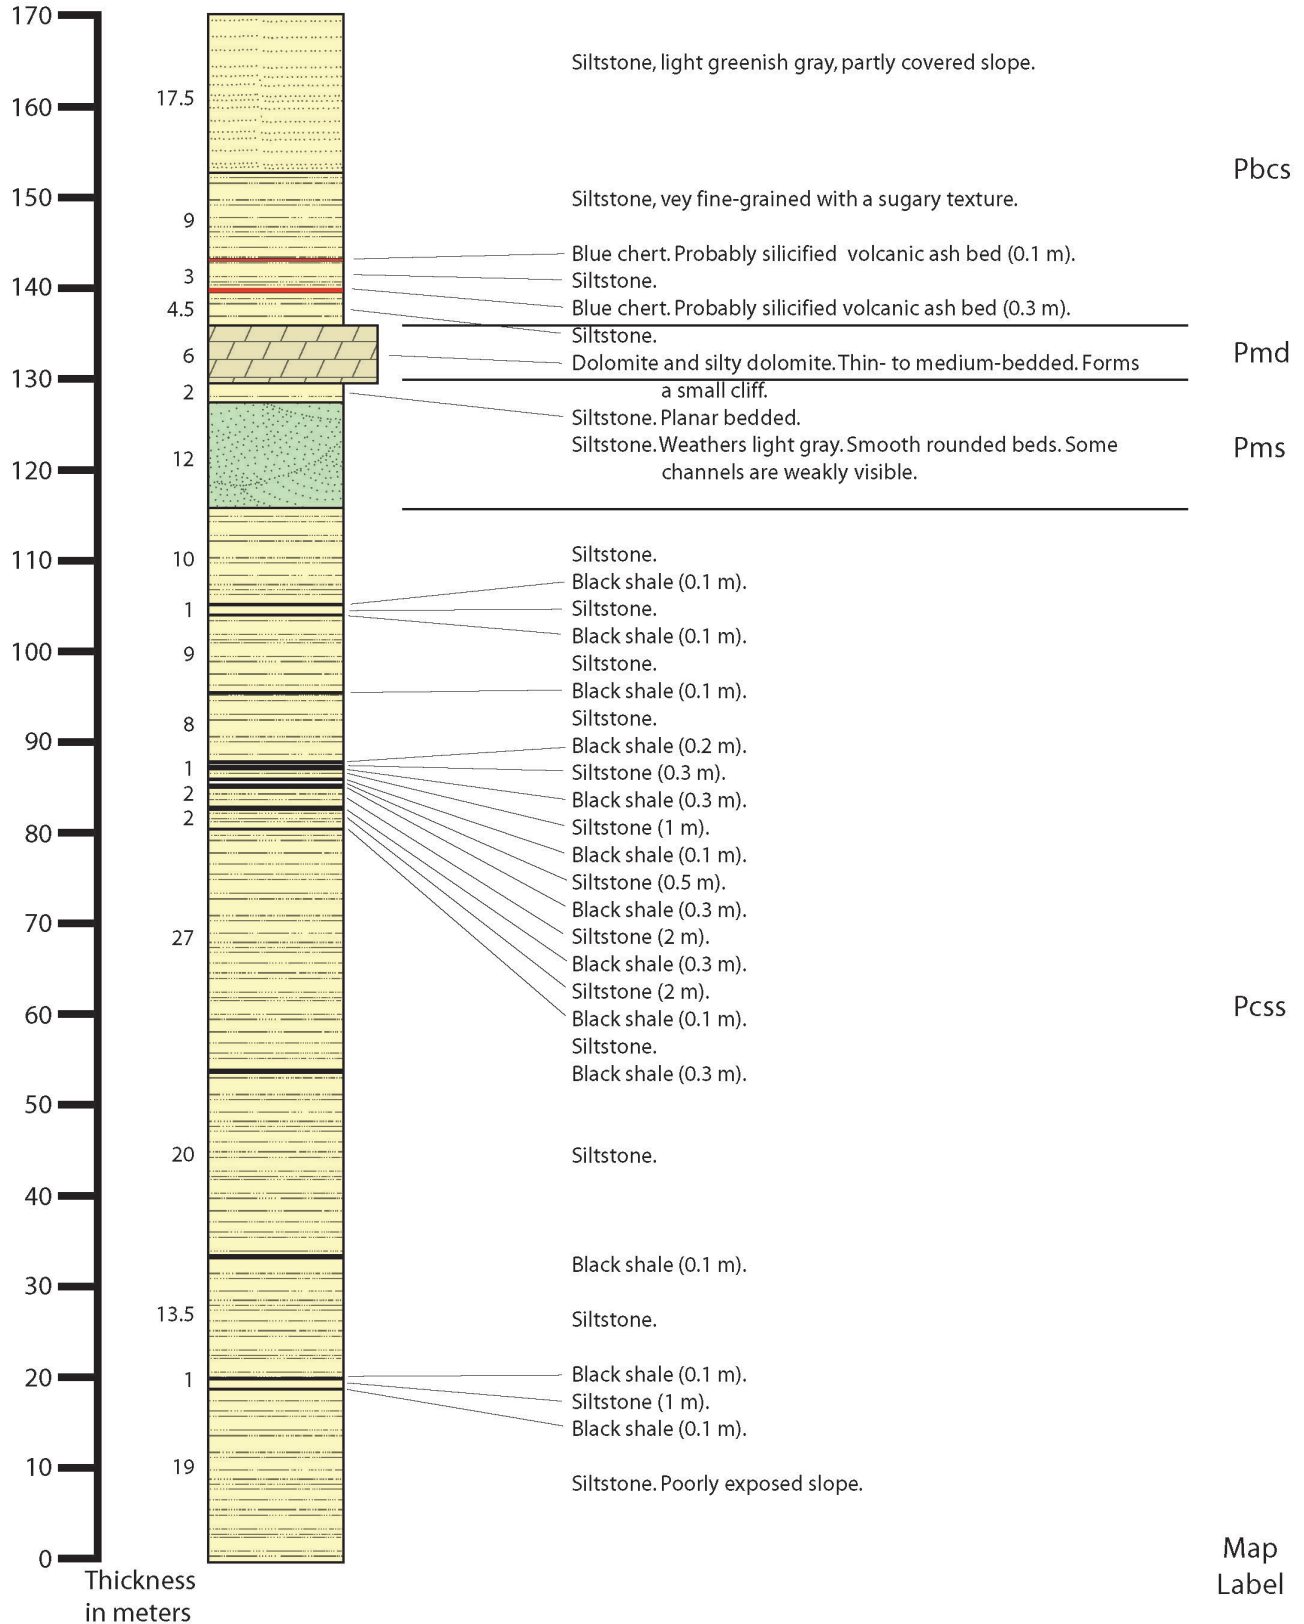 170
Siltstone, light greenish gray, partly covered slope.
17.5
160
Pbcs
150
Siltstone, vey fine-grained with a sugary texture.
9
Blue chert. Probably silicified volcanic ash bed (0.1 m).
3
Siltstone.
140
Blue chert. Probably silicified volcanic ash bed (0.3 m).
4.5
Siltstone.
6
Dolomite and silty dolomite. Thin- to medium-bedded. Forms
a small cliff.
Pmd
130
2
Siltstone. Planar bedded.
Siltstone. Weathers light gray. Smooth rounded beds. Some
channels are weakly visible.
Pms
12
120
110
10
Siltstone.
Black shale (0.1 m).
1
Siltstone.
Black shale (0.1 m).
100
9
Siltstone.
Black shale (0.1 m).
8
Siltstone.
90
Black shale (0.2 m).
1
Siltstone (0.3 m).
2
Black shale (0.3 m).
2
Siltstone (1 m).
80
Black shale (0.1 m).
Siltstone (0.5 m).
Black shale (0.3 m).
70
27
Siltstone (2 m).
Black shale (0.3 m).
Siltstone (2 m).
60
Black shale (0.1 m).
Pcss
Siltstone.
Black shale (0.3 m).
50
20
Siltstone.
40
30
Black shale (0.1 m).
13.5
Siltstone.
20
1
Black shale (0.1 m).
Siltstone (1 m).
Black shale (0.1 m).
10
19
Siltstone. Poorly exposed slope.
0
Thickness
in meters
Map
Label